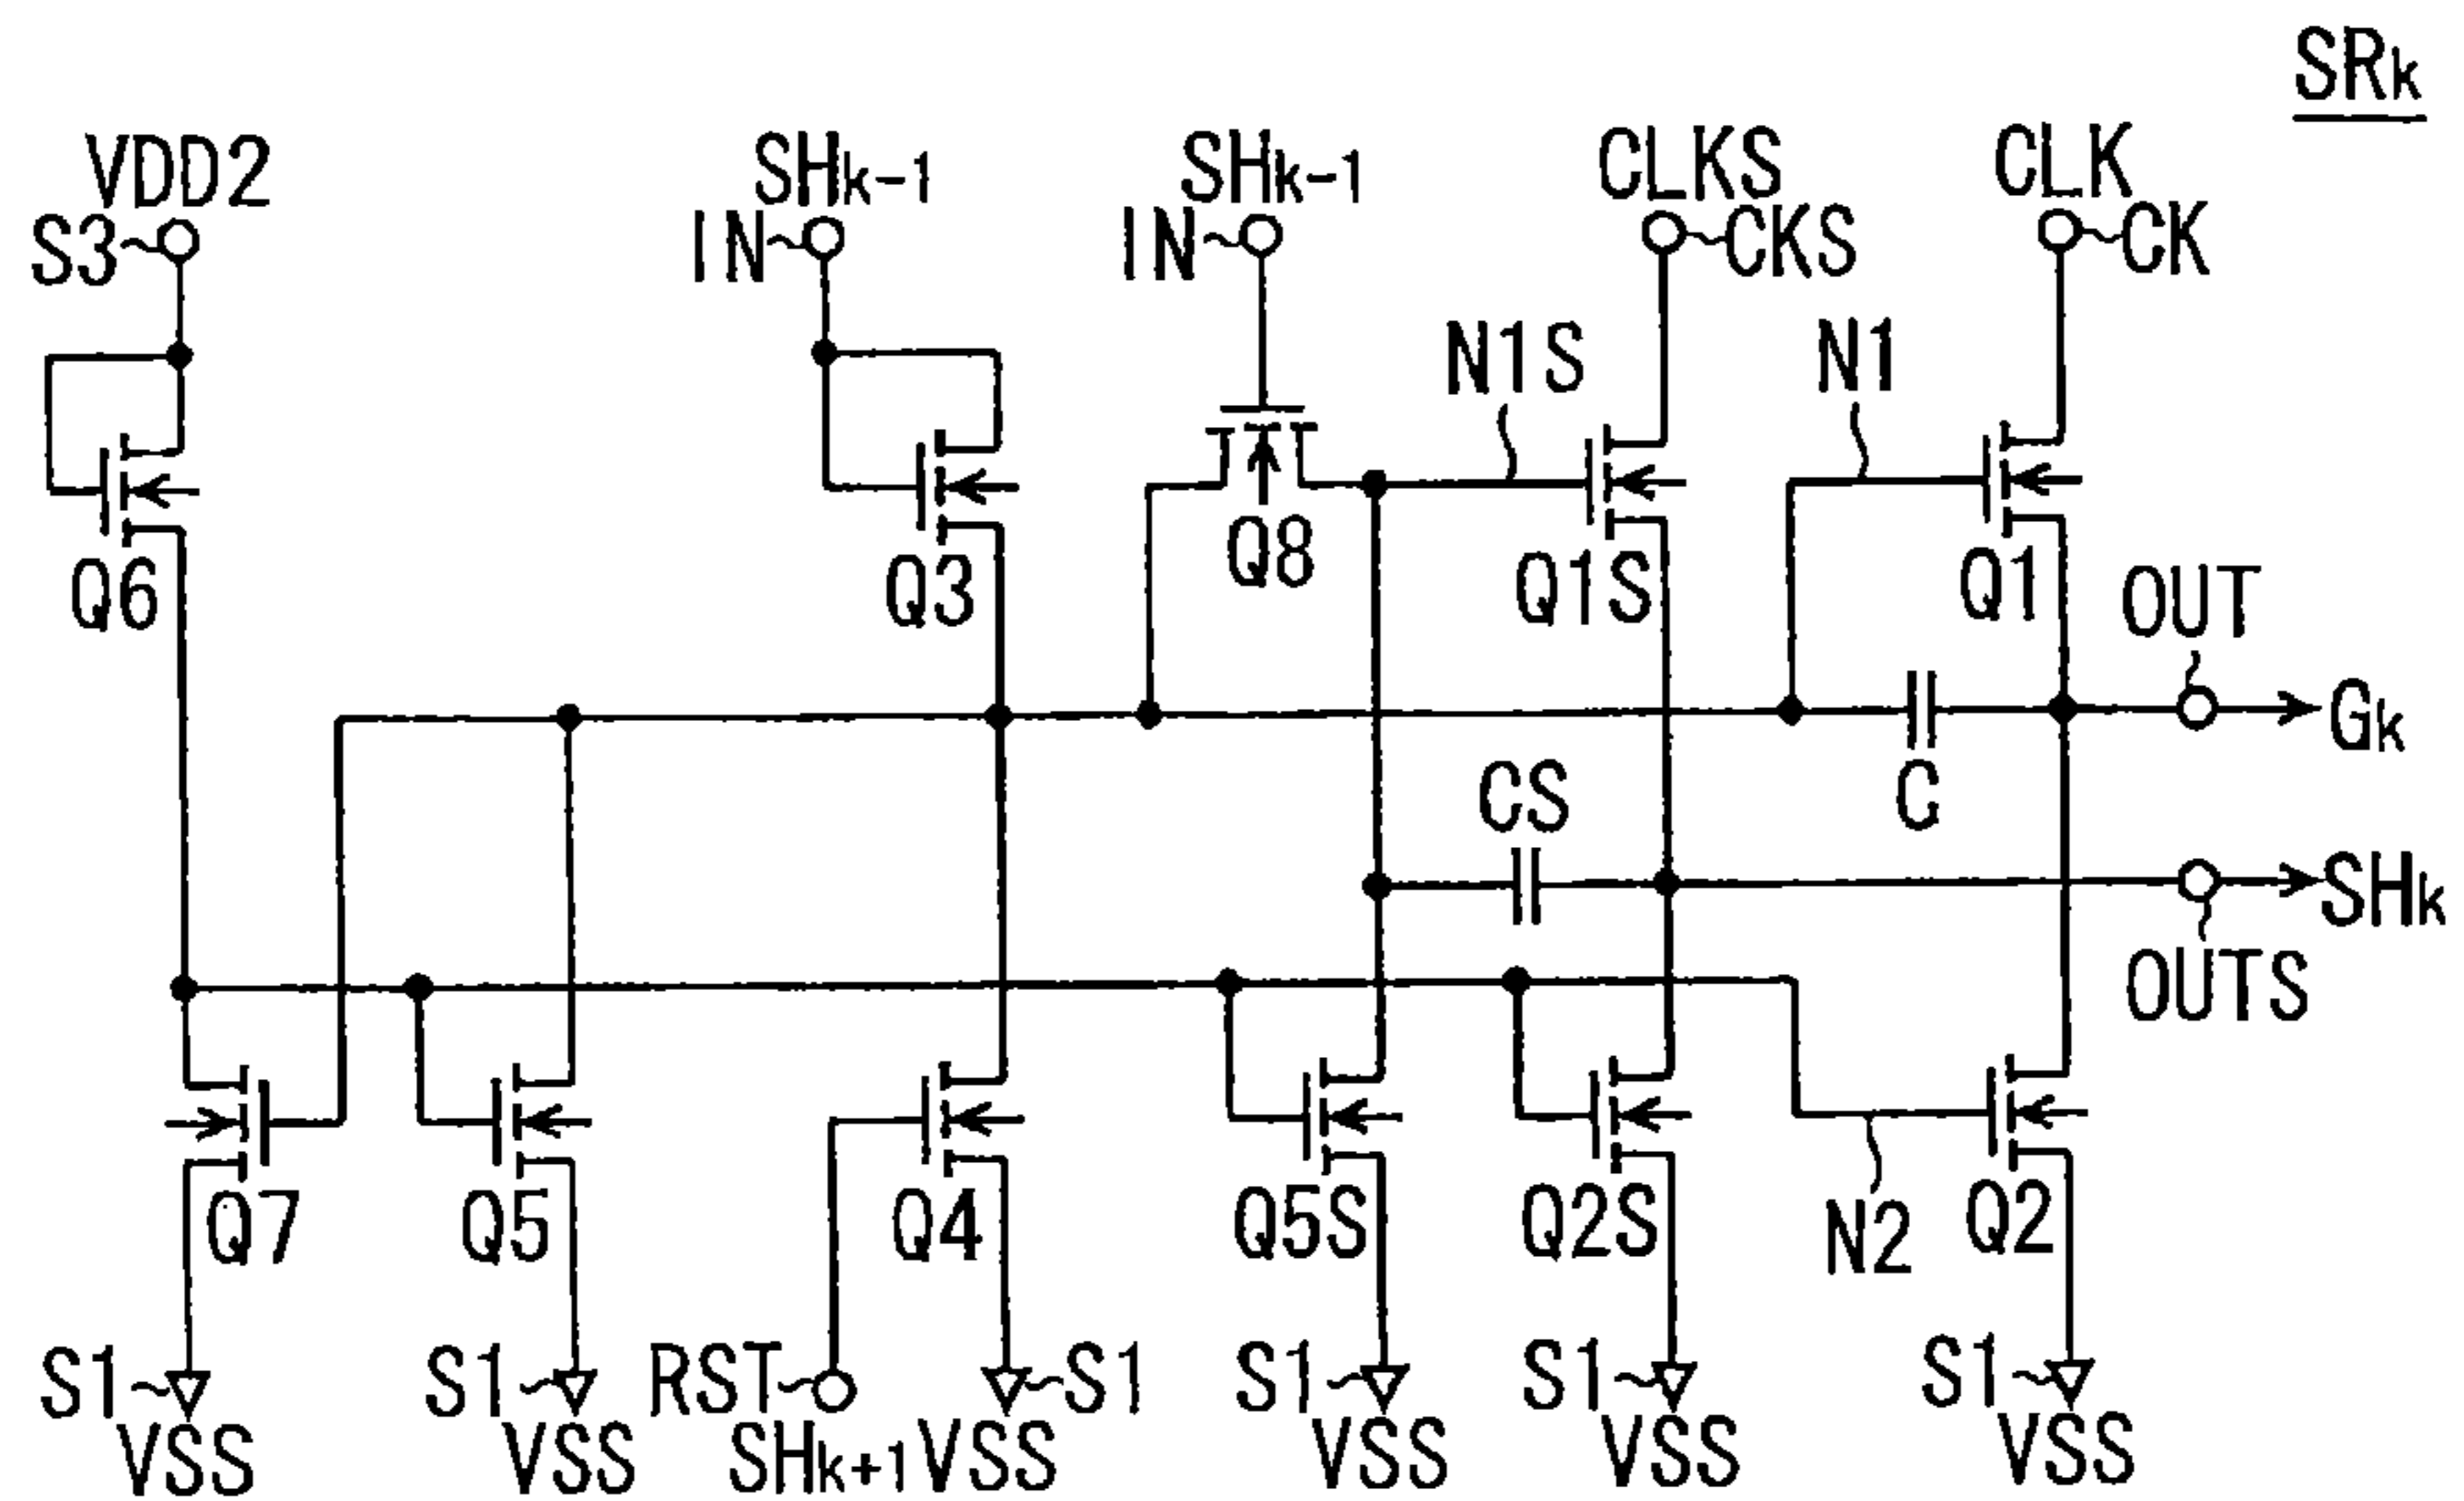 SRk
VDD2
SHk-1
SHk-1
CLKS
CLK
S3
IN
IN
CKS
CK
N1S
N1
Q6
Q3
Q8
Q1S
Q1
OUT
Gk
CS
C
SHk
OUTS
Q7
Q5
Q4
Q5S
Q2S
N2
Q2
S1
S1
RST
S1
S1
S1
S1
VSS
VSS
SHk+1
VSS
VSS
VSS
VSS